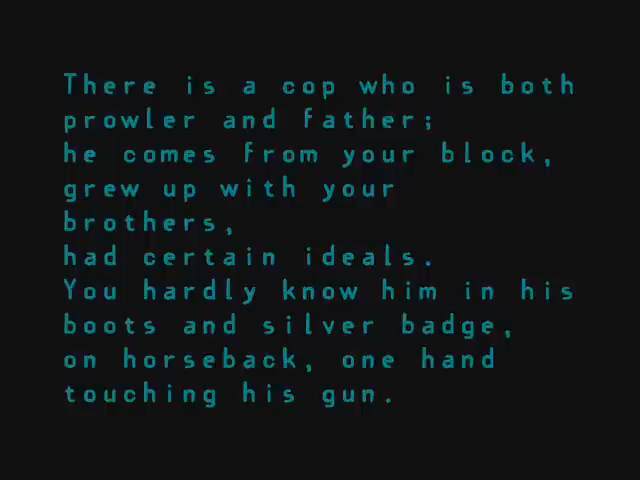 There is a cop who is both
prowler and father;
he comes from your block,
grew up with your
brothers,
had certain ideals.
You hardly know him in his
boots and silver badge,
on horseback, one hand
touching his gun.